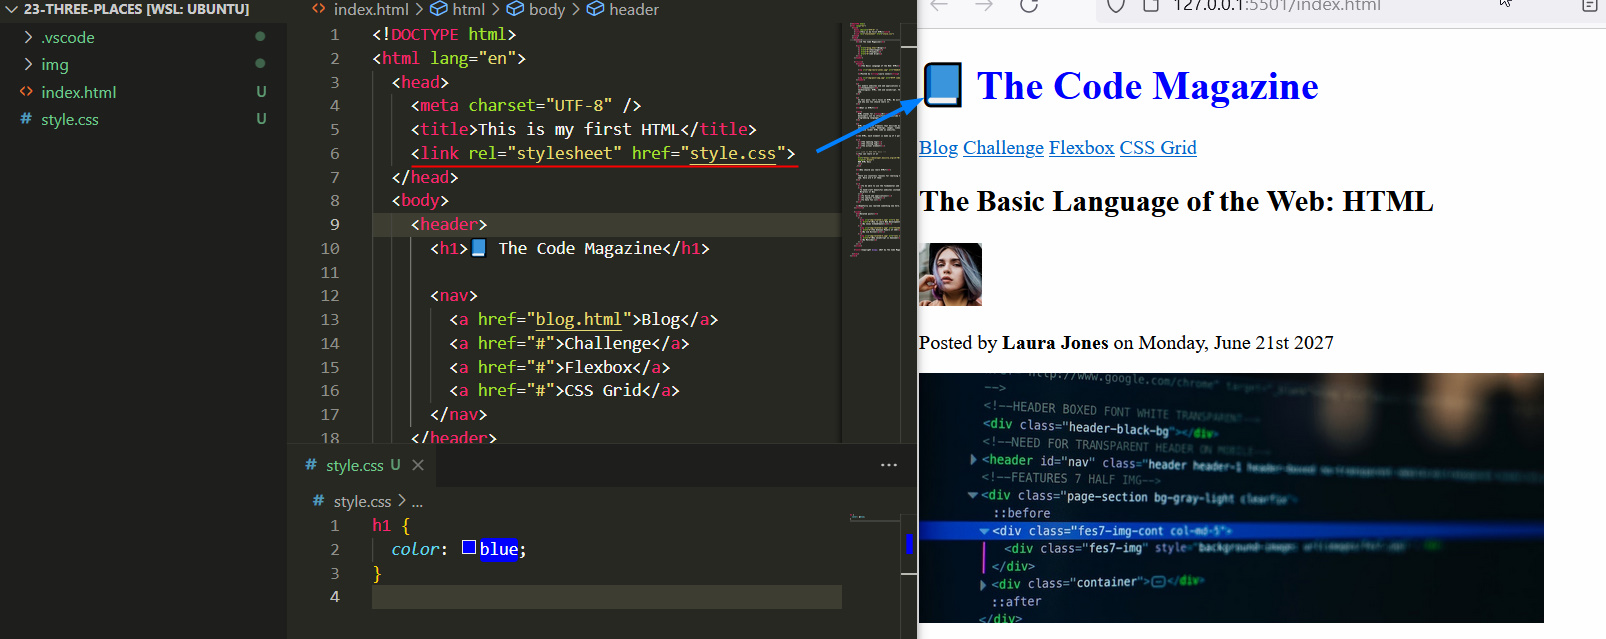 23-THREE-PLACES [WSL: UBUNTU]
.vscode
img
index.html U
style.css U
index.html > html > body > header
1 <!DOCTYPE html>
2 <html lang="en">
3 <head>
4 <meta charset="UTF-8" />
5 <title>This is my first HTML</title>
6 <link rel="stylesheet" href="style.css">
7 </head>
8 <body>
9 <header>
10 <h1>📘 The Code Magazine</h1>
11
12 <nav>
13 <a href="blog.html">Blog</a>
14 <a href="#">Challenge</a>
15 <a href="#">Flexbox</a>
16 <a href="#">CSS Grid</a>
17 </nav>
18 </header>
# style.css U
# style.css > ...
1 h1 {
2 color: blue;
3 }
4
127.0.0.1:5501/index.html
📘 The Code Magazine
Blog Challenge Flexbox CSS Grid
The Basic Language of the Web: HTML
Posted by Laura Jones on Monday, June 21st 2027
-->
<!--HEADER BOXED FONT WHITE TRANSPARENT-->
<div class="header-black-bg"></div>
<!--NEED FOR TRANSPARENT HEADER ON MOBILE-->
<header id="nav" class="header header-1
<!--FEATURES 7 HALF IMG-->
<div class="page-section bg-gray-light clearfix">
::before
<div class="fes7-img-cont col-md-5">
<div class="fes7-img" style="
</div>
<div class="container"></div>
::after
</div>